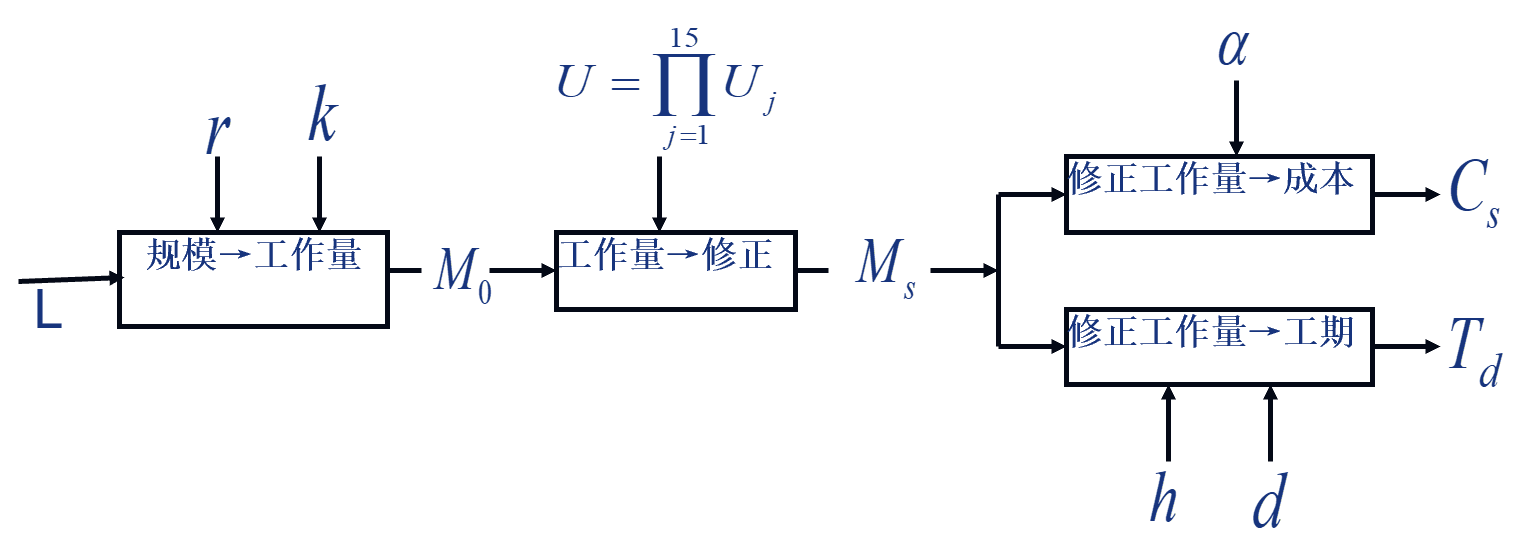 α
15
U = ∏ U_j
j=1
r
k
修正工作量→成本
C_s
规模→工作量
工作量→修正
M_0
M_s
L
修正工作量→工期
T_d
h
d